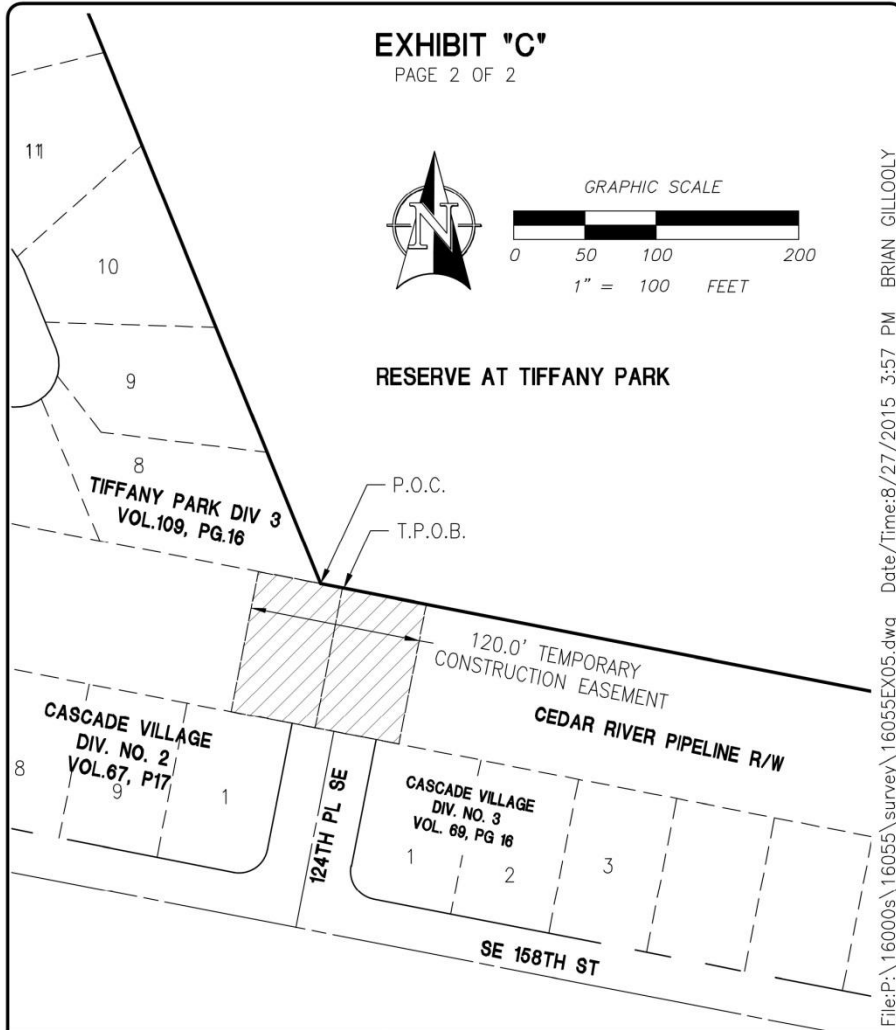 EXHIBIT "C"
PAGE 2 OF 2
N
GRAPHIC SCALE
0 50 100 200
1" = 100 FEET
11
10
9
8
RESERVE AT TIFFANY PARK
TIFFANY PARK DIV 3
VOL.109, PG.16
P.O.C.
T.P.O.B.
120.0' TEMPORARY
CONSTRUCTION EASEMENT
CEDAR RIVER PIPELINE R/W
CASCADE VILLAGE
DIV. NO. 2
VOL.67, P17
8
9
1
124TH PL SE
CASCADE VILLAGE
DIV. NO. 3
VOL. 69, PG 16
1
2
3
SE 158TH ST
File:P:\16000s\16055\survey\16055EX05.dwg Date/Time:8/27/2015 3:57 PM BRIAN GILLOOLY